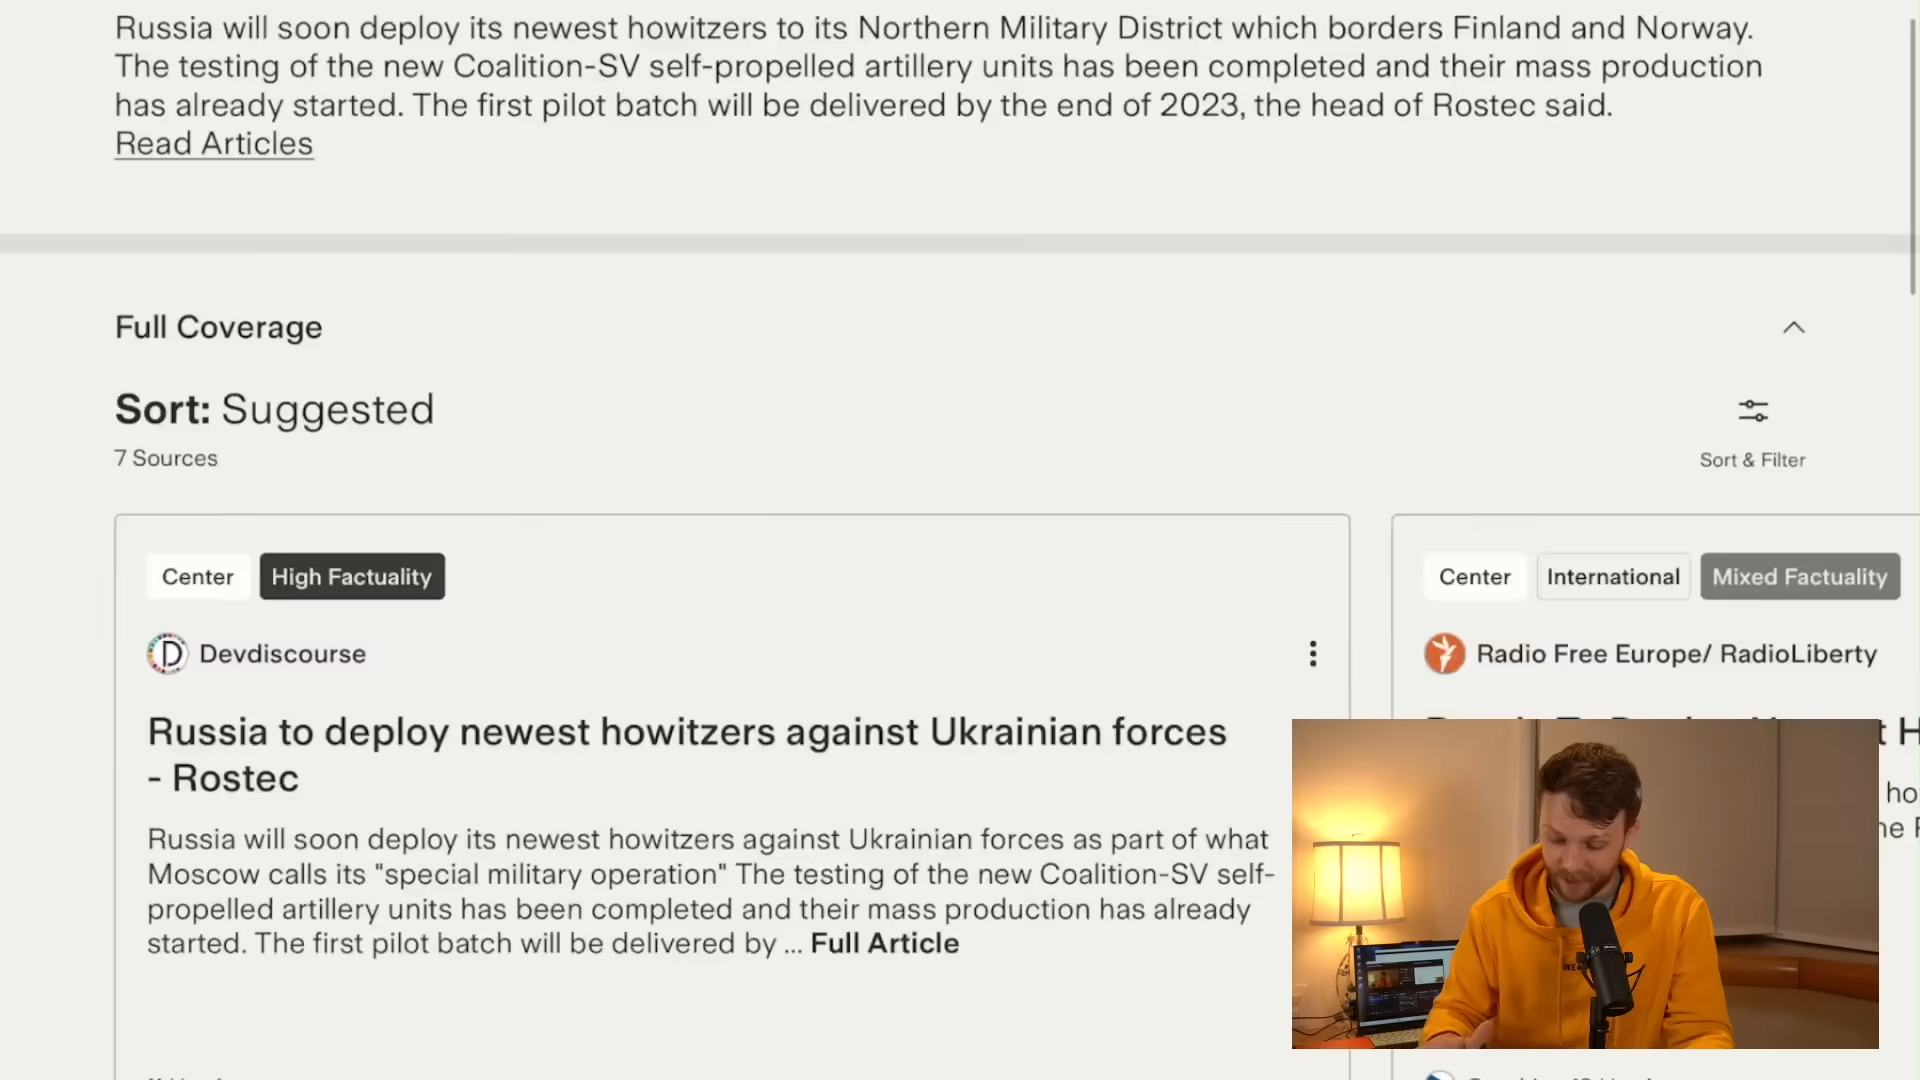 Russia will soon deploy its newest howitzers to its Northern Military District which borders Finland and Norway.
The testing of the new Coalition-SV self-propelled artillery units has been completed and their mass production
has already started. The first pilot batch will be delivered by the end of 2023, the head of Rostec said.
Read Articles
Full Coverage
Sort: Suggested
7 Sources
Sort & Filter
Center
High Factuality
Devdiscourse
Russia to deploy newest howitzers against Ukrainian forces
- Rostec
Russia will soon deploy its newest howitzers against Ukrainian forces as part of what
Moscow calls its "special military operation" The testing of the new Coalition-SV self-
propelled artillery units has been completed and their mass production has already
started. The first pilot batch will be delivered by ... Full Article
Center
International
Mixed Factuality
Radio Free Europe/ RadioLiberty